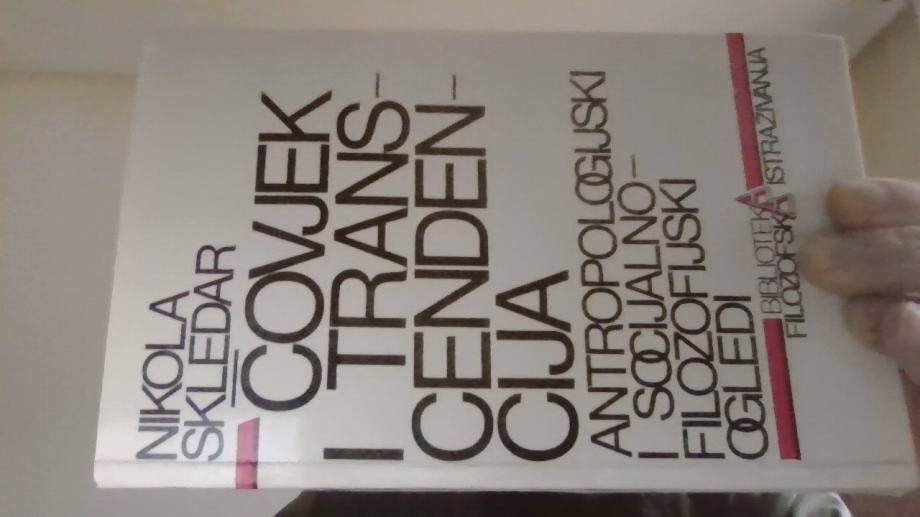 NIKOLA
SKLEDAR
ČOVJEK
I TRANS-
CENDEN-
CIJA
ANTROPOLOGIJSKI
I SOCIJALNO-
FILOZOFIJSKI
OGLEDI
BIBLIOTEKA
FILOZOFSKA ISTRAŽIVANJA